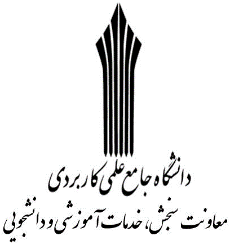 دانشگاه جامع علمی کاربردی
معاونت سنجش، خدمات آموزشی و دانشجویی